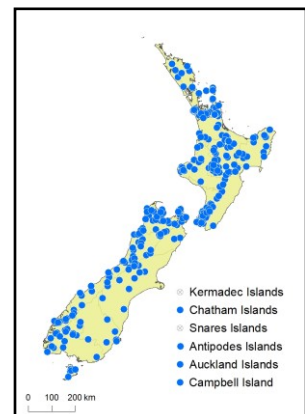 Kermadec Islands
Chatham Islands
Snares Islands
Antipodes Islands
Auckland Islands
Campbell Island
0 100 200 km